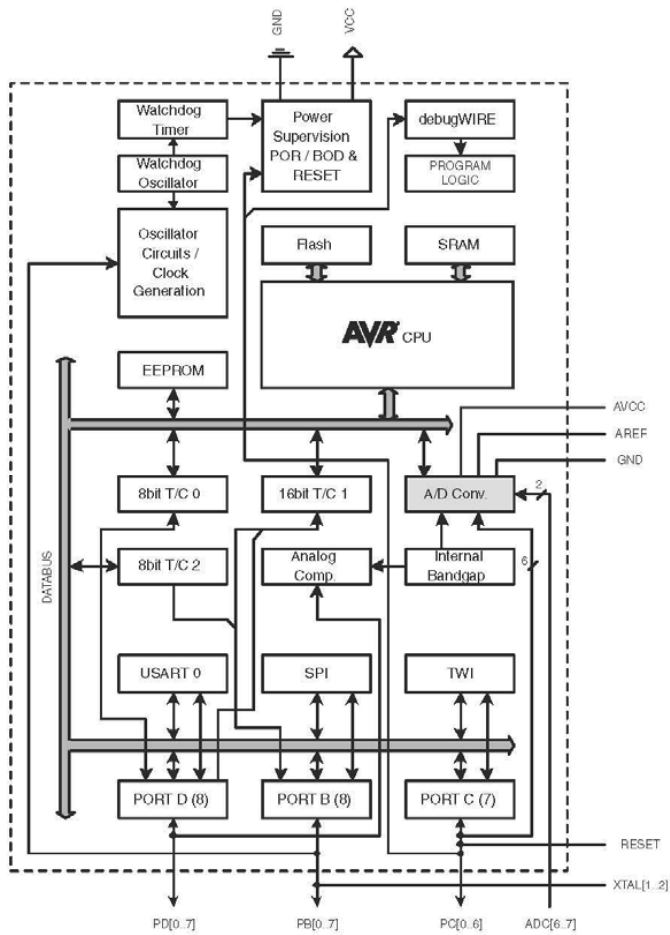 GND
VCC
Watchdog
Timer
Power
Supervision
POR / BOD &
RESET
debugWIRE
Watchdog
Oscillator
PROGRAM
LOGIC
Oscillator
Circuits /
Clock
Generation
Flash
SRAM
AVR CPU
EEPROM
AVCC
AREF
GND
8bit T/C 0
16bit T/C 1
A/D Conv.
2
DATABUS
8bit T/C 2
Analog
Comp.
Internal
Bandgap
6
USART 0
SPI
TWI
PORT D (8)
PORT B (8)
PORT C (7)
RESET
XTAL[1..2]
PD[0..7]
PB[0..7]
PC[0..6]
ADC[6..7]